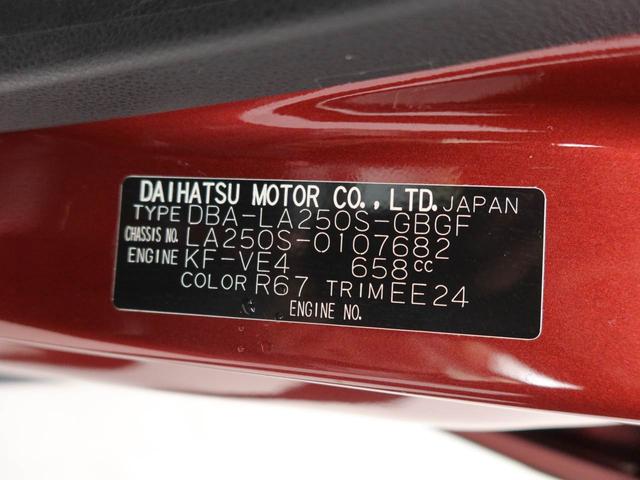 DAIHATSU MOTOR CO., LTD. JAPAN
TYPE DBA-LA250S-GBGF
CHASSIS NO. LA250S-0107682
ENGINE KF-VE4 658cc
COLOR R67 TRIM EE24
ENGINE NO.